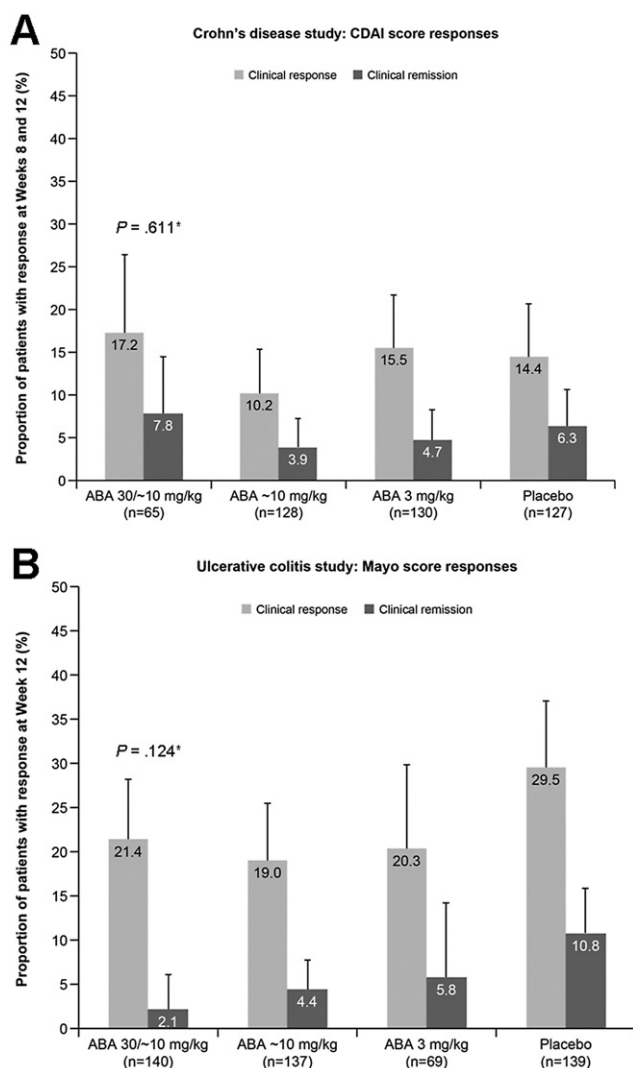 A
Crohn's disease study: CDAI score responses
Clinical response Clinical remission
Proportion of patients with response at Weeks 8 and 12 (%)
50
45
40
35
30
25
20
15
10
5
0
P = .611*
17.2 7.8 10.2 3.9 15.5 4.7 14.4 6.3
ABA 30/~10 mg/kg ABA ~10 mg/kg ABA 3 mg/kg Placebo
(n=65) (n=128) (n=130) (n=127)
B
Ulcerative colitis study: Mayo score responses
Clinical response Clinical remission
Proportion of patients with response at Week 12 (%)
50
45
40
35
30
25
20
15
10
5
0
P = .124*
21.4 2.1 19.0 4.4 20.3 5.8 29.5 10.8
ABA 30/~10 mg/kg ABA ~10 mg/kg ABA 3 mg/kg Placebo
(n=140) (n=137) (n=69) (n=139)